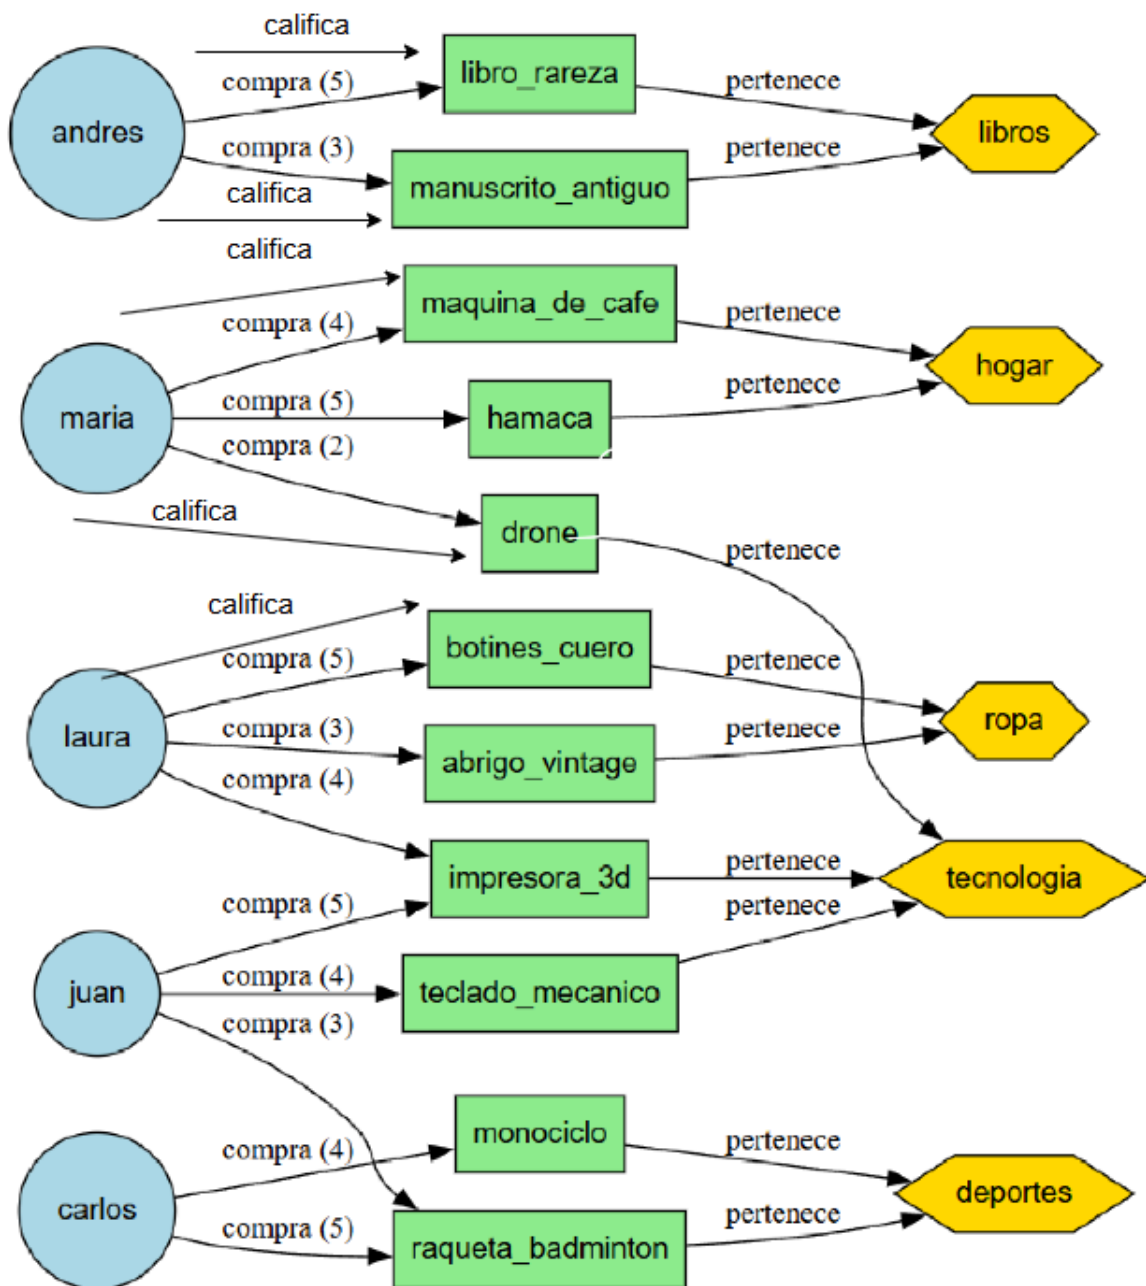 califica
libro_rareza
compra (5)
pertenece
andres
libros
compra (3)
pertenece
manuscrito_antiguo
califica
califica
maquina_de_cafe
compra (4)
pertenece
hogar
pertenece
maria
compra (5)
hamaca
compra (2)
califica
drone
pertenece
califica
botines_cuero
compra (5)
pertenece
ropa
laura
compra (3)
pertenece
abrigo_vintage
compra (4)
impresora_3d
pertenece
tecnologia
compra (5)
pertenece
juan
compra (4)
teclado_mecanico
compra (3)
monociclo
compra (4)
pertenece
deportes
carlos
compra (5)
pertenece
raqueta_badminton